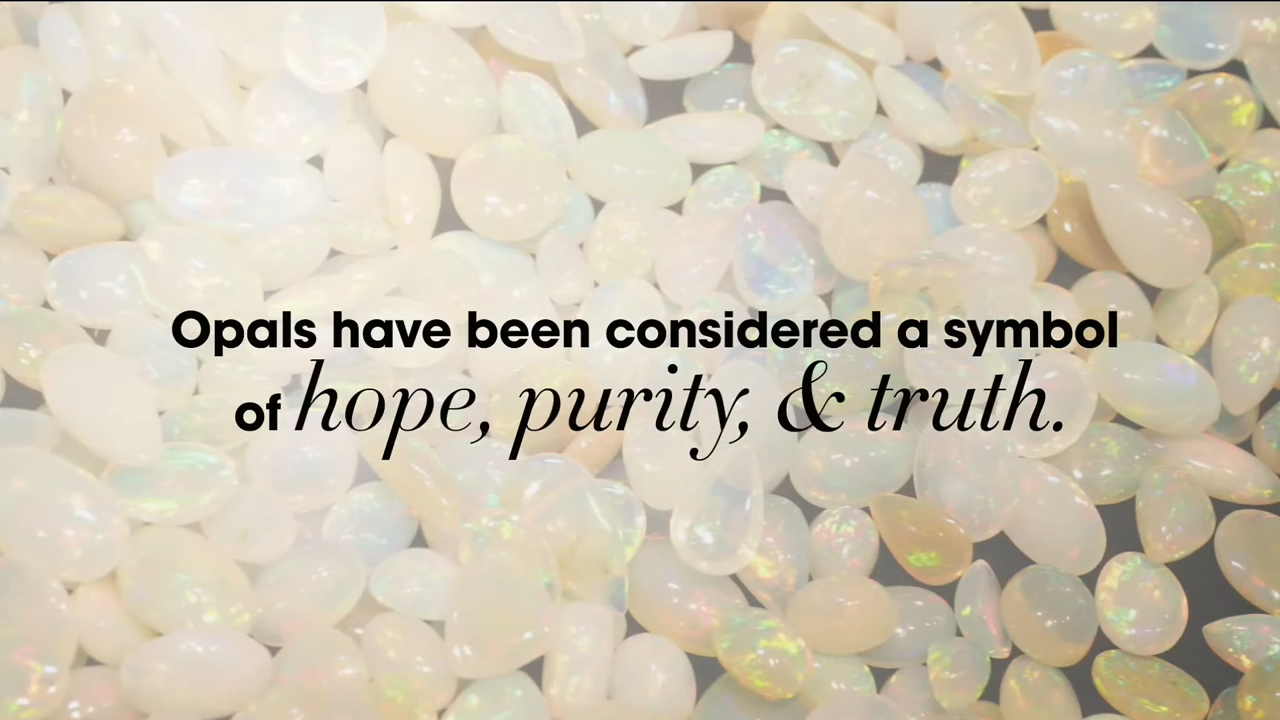 Opals have been considered a symbol
of hope, purity, & truth.